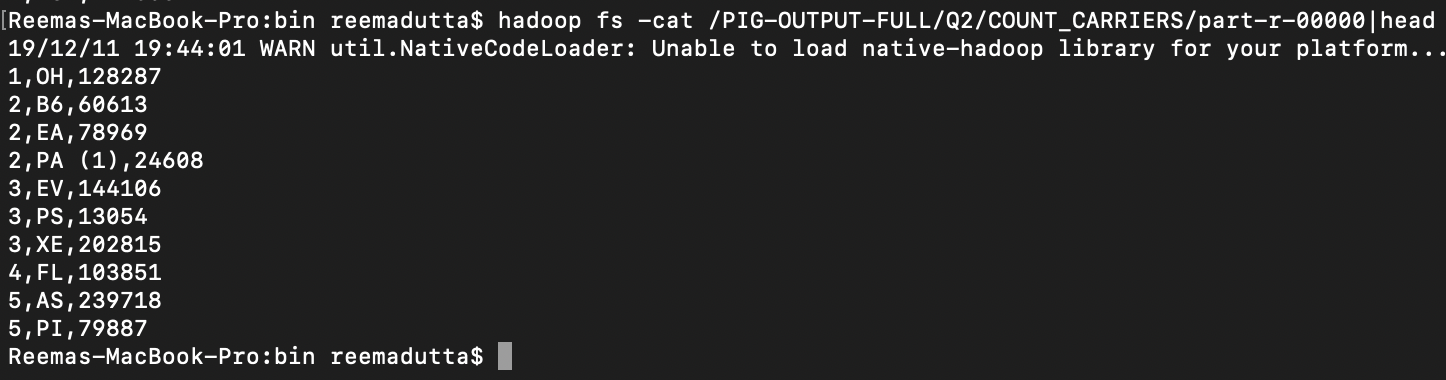 [Reemas-MacBook-Pro:bin reemadutta$ hadoop fs -cat /PIG-OUTPUT-FULL/Q2/COUNT_CARRIERS/part-r-00000|head
19/12/11 19:44:01 WARN util.NativeCodeLoader: Unable to load native-hadoop library for your platform...
1,OH,128287
2,B6,60613
2,EA,78969
2,PA (1),24608
3,EV,144106
3,PS,13054
3,XE,202815
4,FL,103851
5,AS,239718
5,PI,79887
Reemas-MacBook-Pro:bin reemadutta$